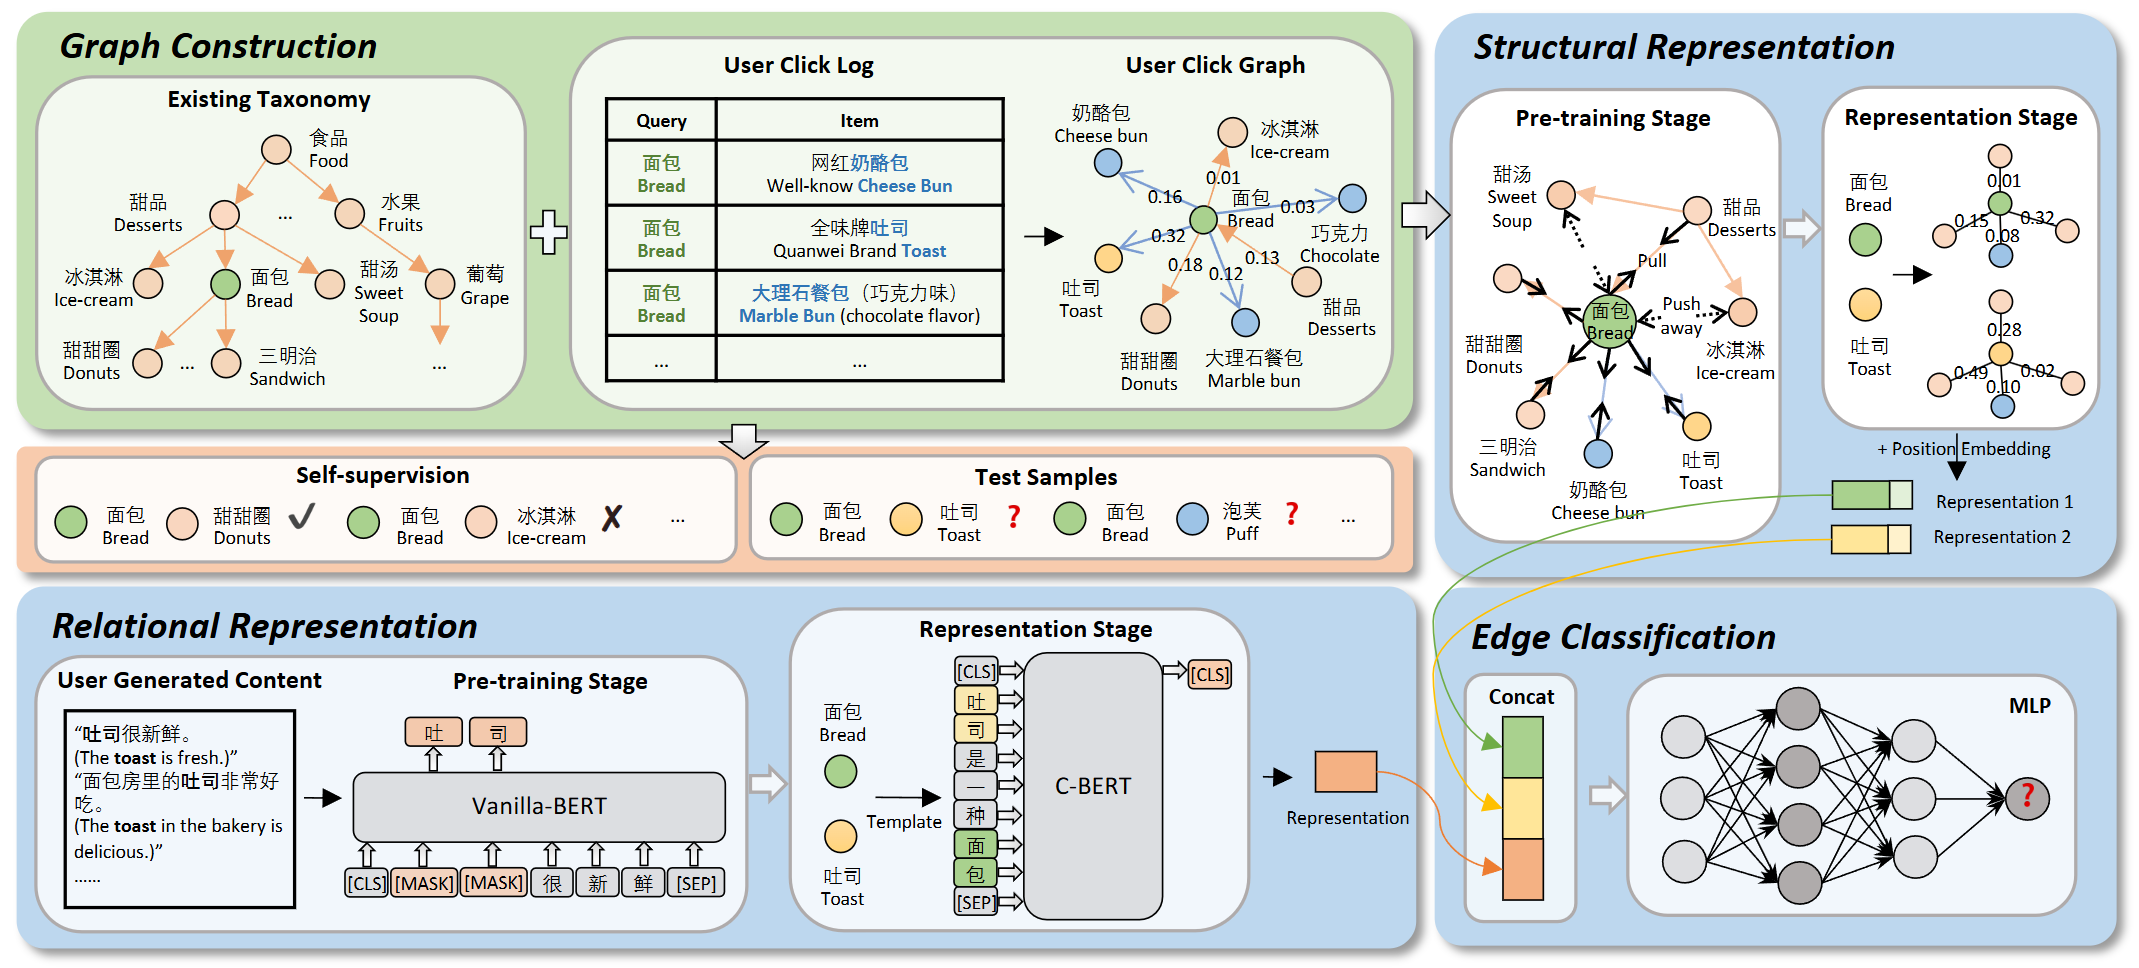 Graph Construction
Existing Taxonomy
食品
Food
甜品
Desserts
...
水果
Fruits
冰淇淋
Ice-cream
面包
Bread
甜汤
Sweet
Soup
葡萄
Grape
甜甜圈
Donuts
...
三明治
Sandwich
...
User Click Log
Query
Item
面包
Bread
网红奶酪包
Well-know Cheese Bun
面包
Bread
全味牌吐司
Quanwei Brand Toast
面包
Bread
大理石餐包（巧克力味）
Marble Bun (chocolate flavor)
...
...
User Click Graph
奶酪包
Cheese bun
冰淇淋
Ice-cream
0.01
0.16
面包
Bread
0.03
巧克力
Chocolate
0.32
0.18
0.12
0.13
吐司
Toast
甜品
Desserts
甜甜圈
Donuts
大理石餐包
Marble bun
Self-supervision
面包
Bread
甜甜圈
Donuts
✓
面包
Bread
冰淇淋
Ice-cream
✗
...
Test Samples
面包
Bread
吐司
Toast
?
面包
Bread
泡芙
Puff
?
...
Structural Representation
Pre-training Stage
甜汤
Sweet
Soup
甜品
Desserts
Pull
面包
Bread
Push
away
甜甜圈
Donuts
冰淇淋
Ice-cream
三明治
Sandwich
奶酪包
Cheese bun
吐司
Toast
Representation Stage
面包
Bread
吐司
Toast
0.01
0.15
0.32
0.08
0.28
0.49
0.02
0.10
+ Position Embedding
Representation 1
Representation 2
Relational Representation
User Generated Content
“吐司很新鲜。
(The toast is fresh.)”
“面包房里的吐司非常好
吃。
(The toast in the bakery is
delicious.)”
......
Pre-training Stage
吐 司
Vanilla-BERT
[CLS] [MASK] [MASK] 很 新 鲜 [SEP]
Representation Stage
面包
Bread
Template
吐司
Toast
[CLS]
吐
司
是
一
种
面
包
[SEP]
C-BERT
[CLS]
Representation
Edge Classification
Concat
MLP
?